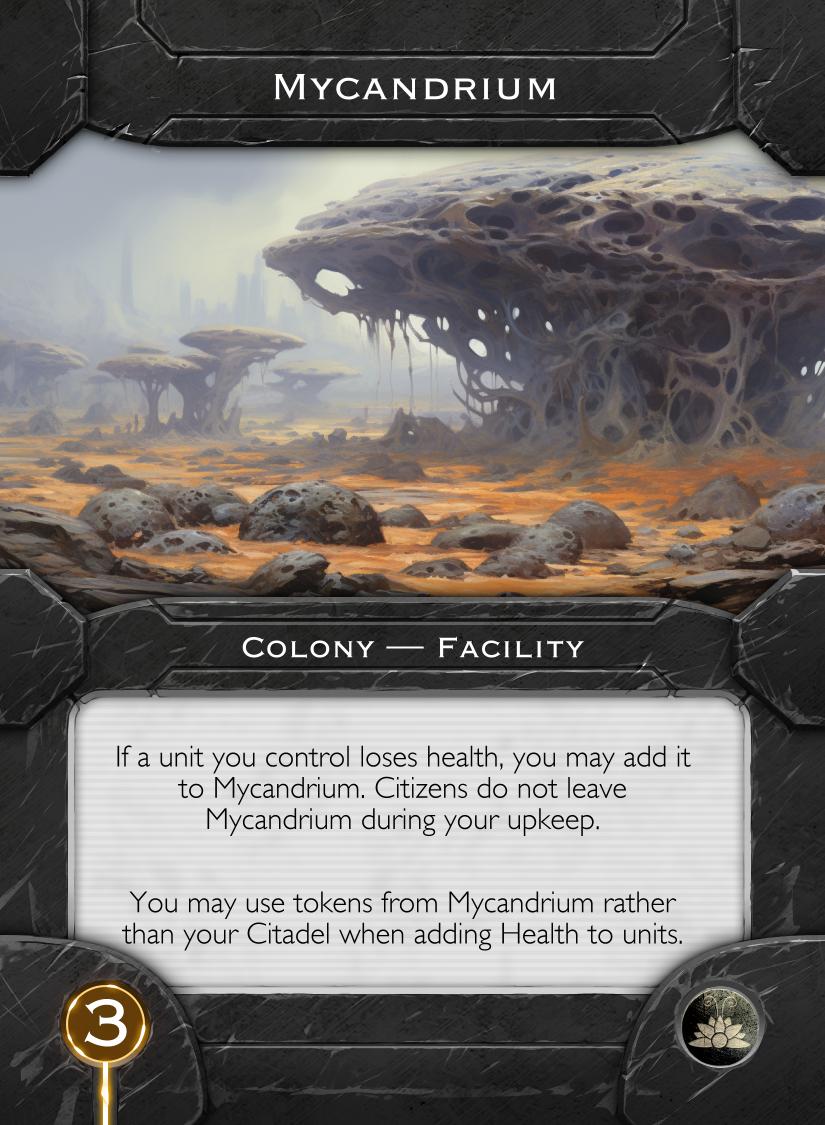 Mycandrium
Colony — Facility
If a unit you control loses health, you may add it
to Mycandrium. Citizens do not leave
Mycandrium during your upkeep.
You may use tokens from Mycandrium rather
than your Citadel when adding Health to units.
3